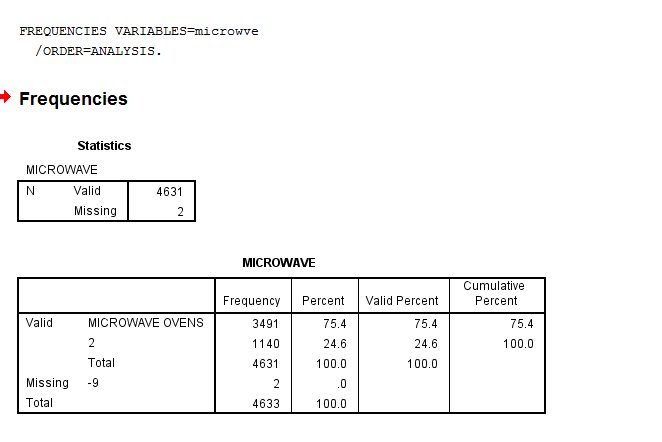 FREQUENCIES VARIABLES=microwve
/ORDER=ANALYSIS.
Frequencies
Statistics
MICROWAVE
N Valid 4631
Missing 2
MICROWAVE
Frequency Percent Valid Percent Cumulative Percent
Valid MICROWAVE OVENS 3491 75.4 75.4 75.4
2 1140 24.6 24.6 100.0
Total 4631 100.0 100.0
Missing -9 2 .0
Total 4633 100.0